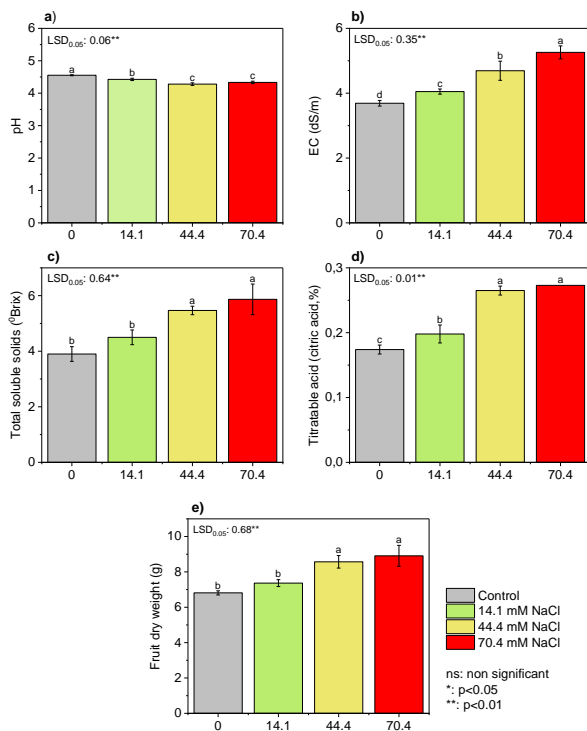 a)
LSD0.05: 0.06**
a
b
c
c
6
5
4
3
2
1
0
pH
0 14.1 44.4 70.4
b)
LSD0.05: 0.35**
d
c
b
a
6
4
2
0
EC (dS/m)
0 14.1 44.4 70.4
c)
LSD0.05: 0.64**
b
b
a
a
6
4
2
0
Total soluble solids (⁰Brix)
0 14.1 44.4 70.4
d)
LSD0.05: 0.01**
c
b
a
a
0,3
0,2
0,1
0,0
Titratable acid (citric acid,%)
0 14.1 44.4 70.4
e)
LSD0.05: 0.68**
b
b
a
a
10
8
6
4
2
0
Fruit dry weight (g)
0 14.1 44.4 70.4
Control
14.1 mM NaCl
44.4 mM NaCl
70.4 mM NaCl
ns: non significant
*: p<0.05
**: p<0.01